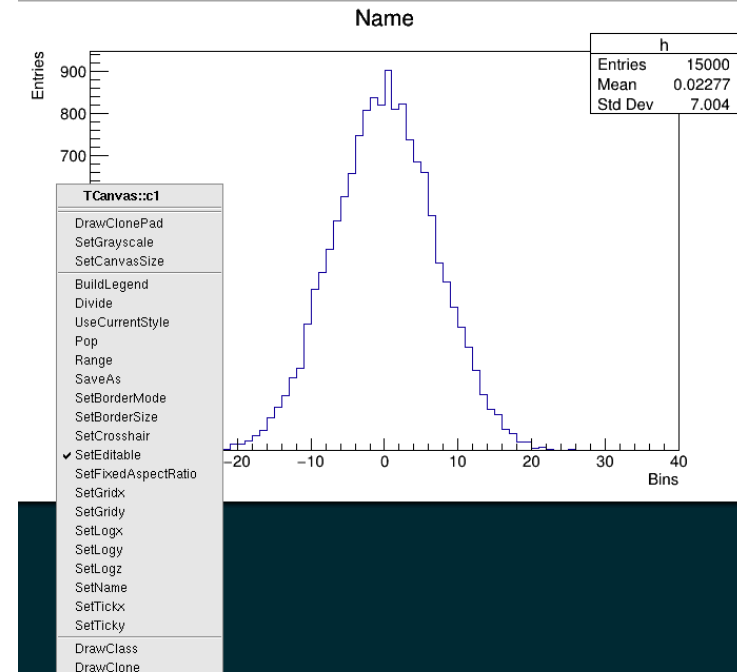 Name
h
Entries 15000
Mean 0.02277
Std Dev 7.004
Entries
900
800
700
TCanvas::c1
DrawClonePad
SetGrayscale
SetCanvasSize
BuildLegend
Divide
UseCurrentStyle
Pop
Range
SaveAs
SetBorderMode
SetBorderSize
SetCrosshair
SetEditable
SetFixedAspectRatio
SetGridx
SetGridy
SetLogx
SetLogy
SetLogz
SetName
SetTickx
SetTicky
DrawClass
DrawClone
−20 −10 0 10 20 30 40
Bins